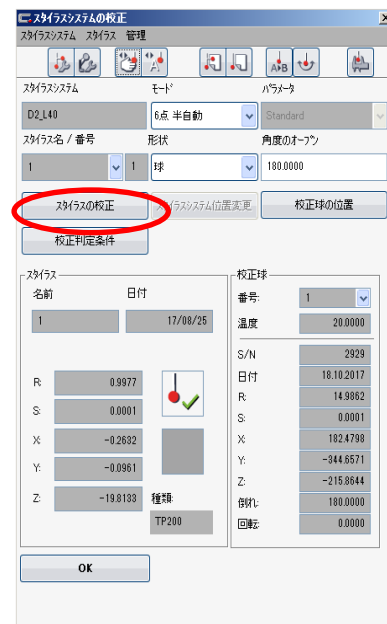 スタイラスシステムの校正
スタイラスシステム スタイラス 管理
スタイラスシステム モード パラメータ
D2_L40 6点 半自動 Standard
スタイラス名 / 番号 形状 角度のオープン
1 1 球 180.0000
スタイラスの校正 スタイラスシステム位置変更 校正球の位置
校正判定条件
スタイラス 校正球
名前 日付 番号: 1
1 17/08/25 温度 20.0000
S/N 2929
日付 18.10.2017
R: 0.9977 R: 14.9862
S: 0.0001 S: 0.0001
X: -0.2632 X: 182.4798
Y: -0.0961 Y: -344.6571
Z: -19.8133 種類: Z: -215.8644
TP200 倒れ: 180.0000
回転: 0.0000
OK